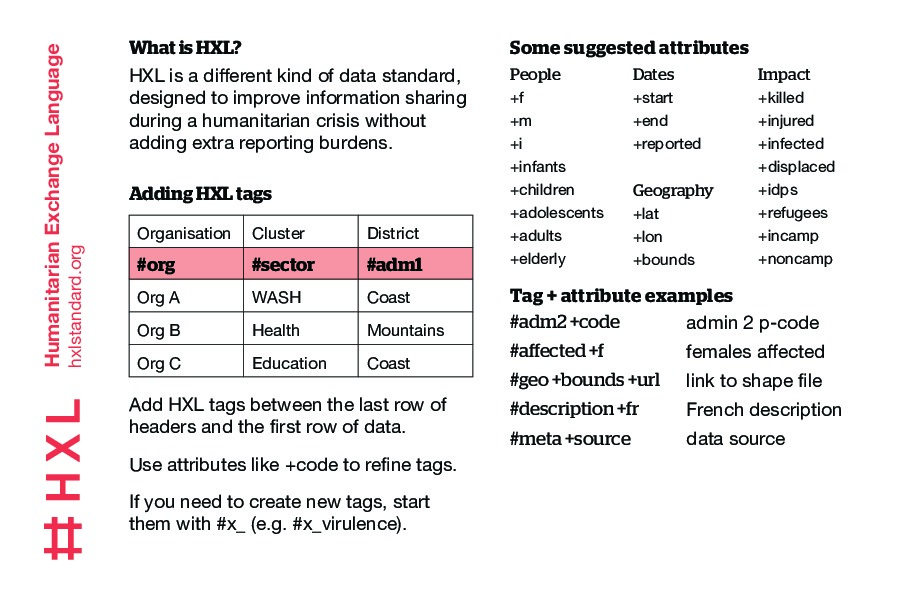 #HXL
Humanitarian Exchange Language
hxlstandard.org
What is HXL?
HXL is a different kind of data standard,
designed to improve information sharing
during a humanitarian crisis without
adding extra reporting burdens.
Adding HXL tags
Organisation Cluster District
#org #sector #adm1
Org A WASH Coast
Org B Health Mountains
Org C Education Coast
Add HXL tags between the last row of
headers and the first row of data.
Use attributes like +code to refine tags.
If you need to create new tags, start
them with #x_ (e.g. #x_virulence).
Some suggested attributes
People
+f
+m
+i
+infants
+children
+adolescents
+adults
+elderly
Dates
+start
+end
+reported
Geography
+lat
+lon
+bounds
Impact
+killed
+injured
+infected
+displaced
+idps
+refugees
+incamp
+noncamp
Tag + attribute examples
#adm2 +code admin 2 p-code
#affected +f females affected
#geo +bounds +url link to shape file
#description +fr French description
#meta +source data source